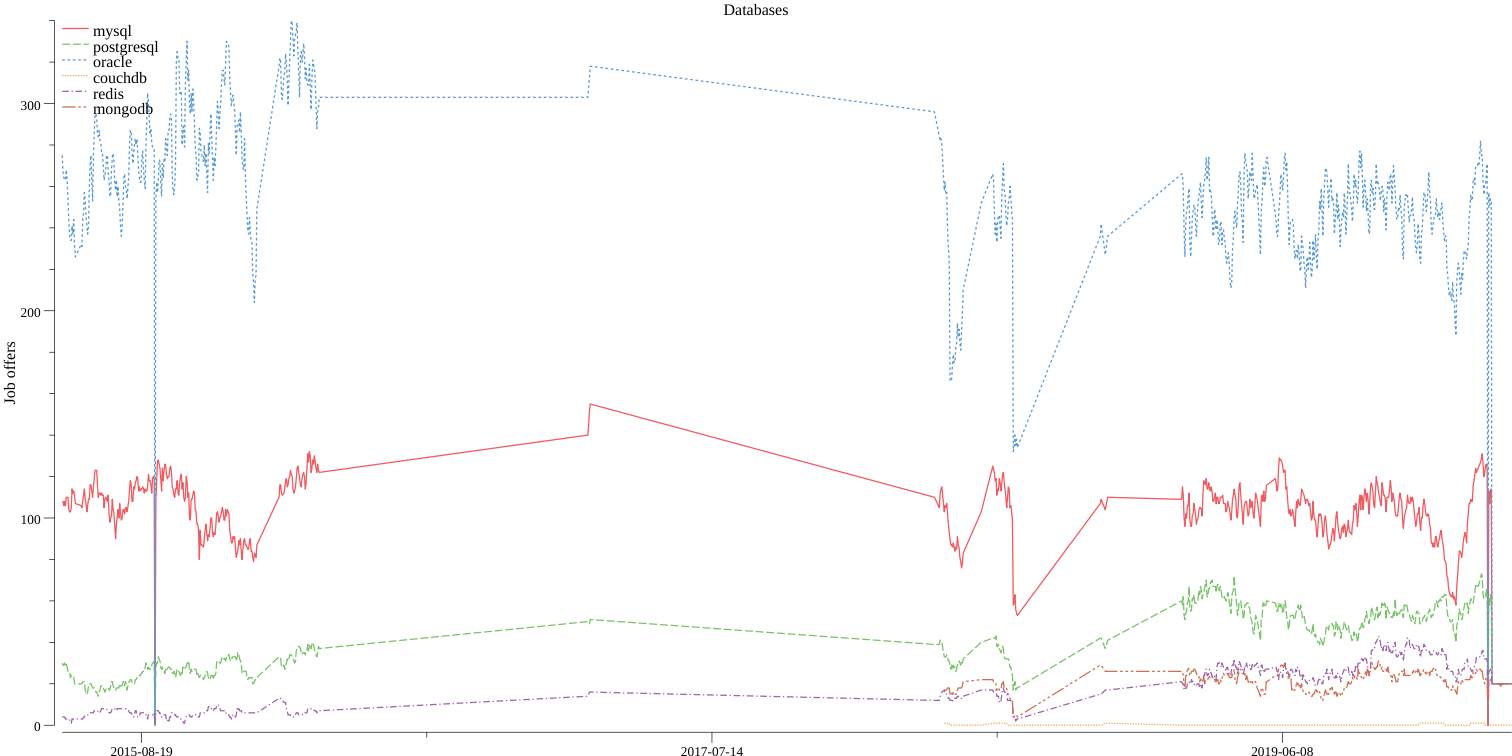 Databases
mysql
postgresql
oracle
couchdb
redis
mongodb
300
200
100
0
Job offers
2015-08-19
2017-07-14
2019-06-08